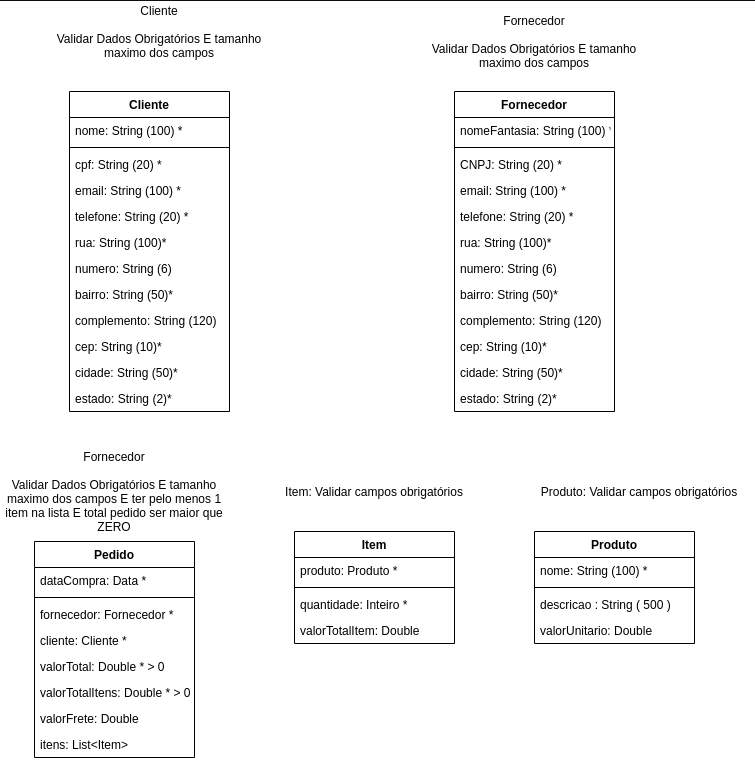 Cliente
Validar Dados Obrigatórios E tamanho
maximo dos campos
Cliente
nome: String (100) *
cpf: String (20) *
email: String (100) *
telefone: String (20) *
rua: String (100)*
numero: String (6)
bairro: String (50)*
complemento: String (120)
cep: String (10)*
cidade: String (50)*
estado: String (2)*
Fornecedor
Validar Dados Obrigatórios E tamanho
maximo dos campos
Fornecedor
nomeFantasia: String (100) *
CNPJ: String (20) *
email: String (100) *
telefone: String (20) *
rua: String (100)*
numero: String (6)
bairro: String (50)*
complemento: String (120)
cep: String (10)*
cidade: String (50)*
estado: String (2)*
Fornecedor
Validar Dados Obrigatórios E tamanho
maximo dos campos E ter pelo menos 1
item na lista E total pedido ser maior que
ZERO
Pedido
dataCompra: Data *
fornecedor: Fornecedor *
cliente: Cliente *
valorTotal: Double * > 0
valorTotalItens: Double * > 0
valorFrete: Double
itens: List<Item>
Item: Validar campos obrigatórios
Item
produto: Produto *
quantidade: Inteiro *
valorTotalItem: Double
Produto: Validar campos obrigatórios
Produto
nome: String (100) *
descricao : String ( 500 )
valorUnitario: Double